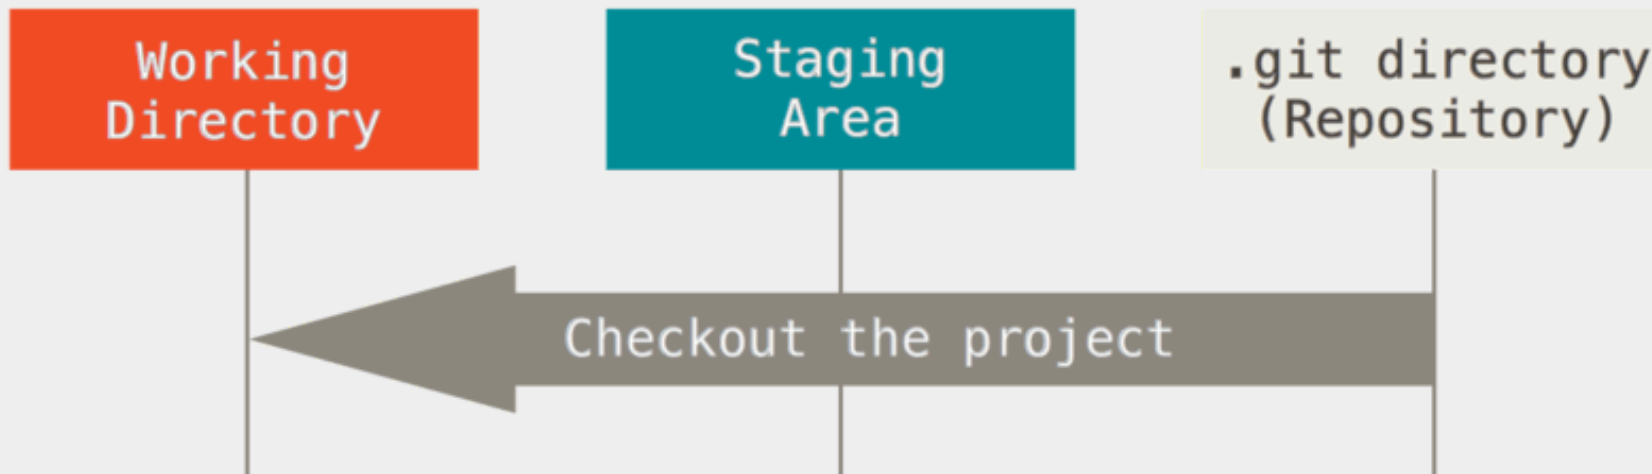 Working
Directory
Staging
Area
.git directory
(Repository)
Checkout the project